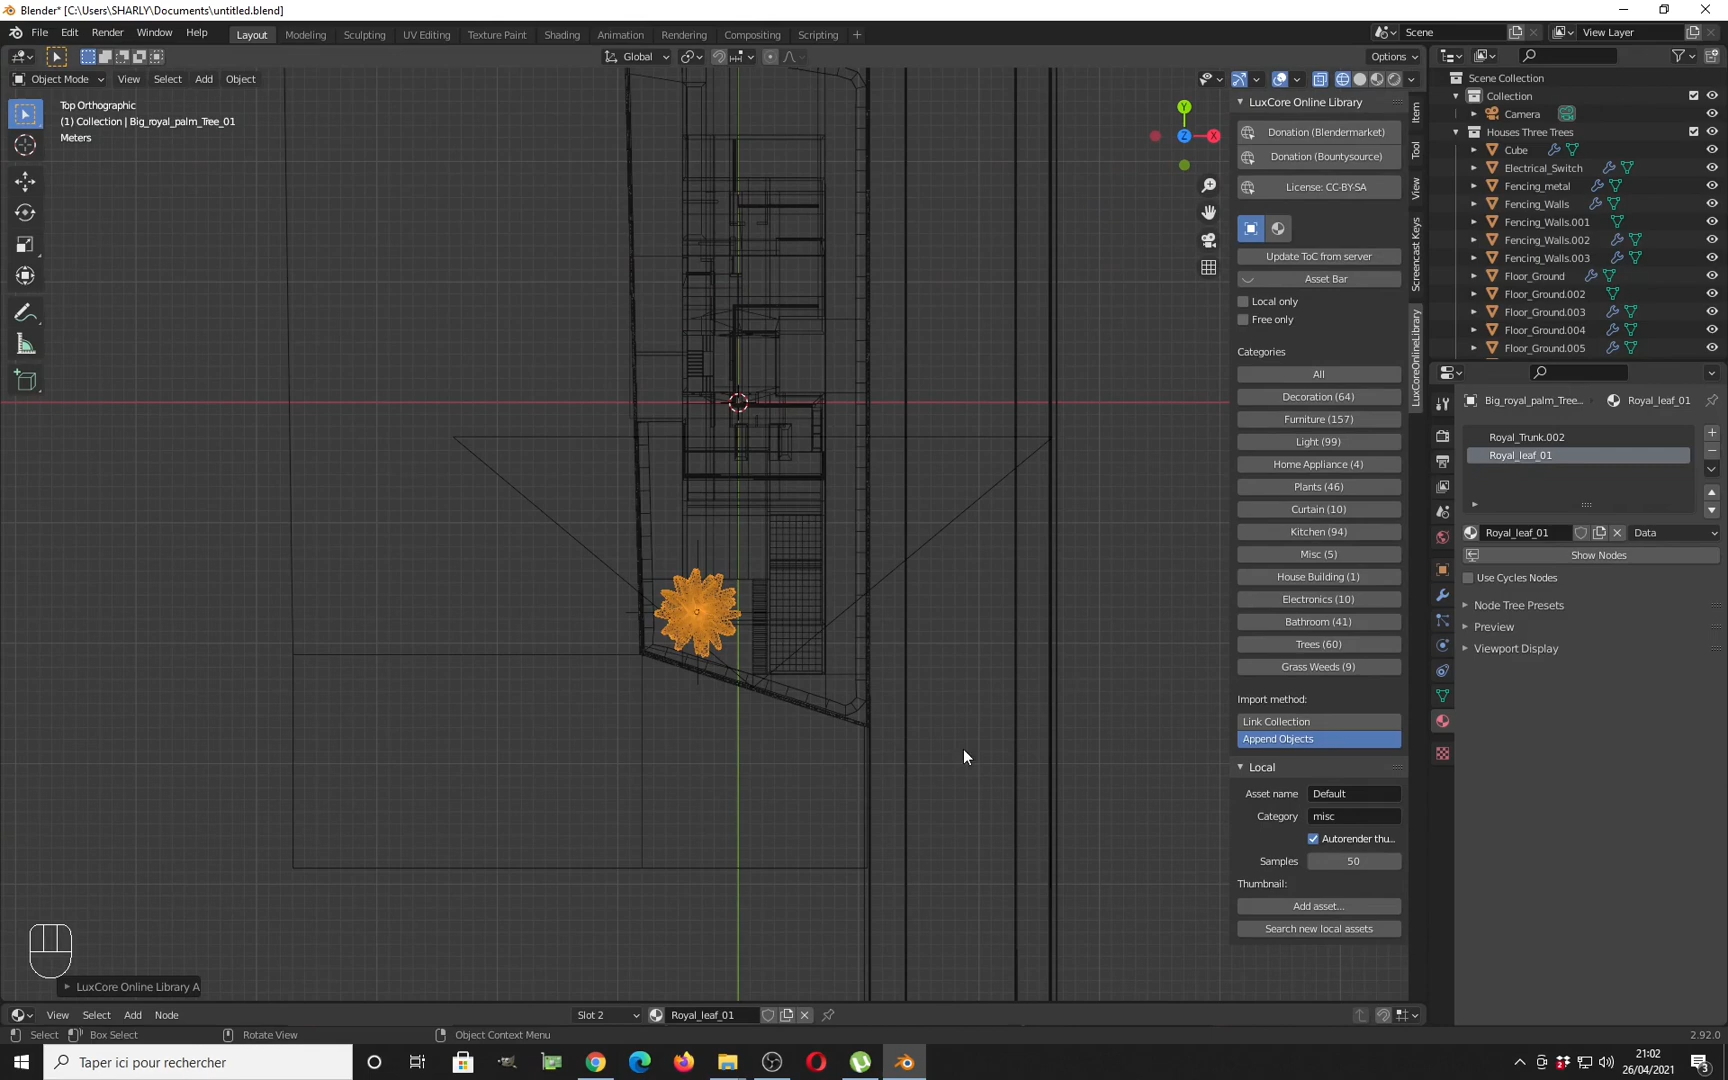 Blender* [C:\Users\SHARLY\Documents\untitled.blend]
File Edit Render Window Help Layout Modeling Sculpting UV Editing Texture Paint Shading Animation Rendering Compositing Scripting + Scene View Layer
Global Options
Object Mode View Select Add Object
Top Orthographic
(1) Collection | Big_royal_palm_Tree_01
Meters
Y
Z X
LuxCore Online Library
Donation (Blendermarket)
Donation (Bountysource)
License: CC-BY-SA
Update ToC from server
Asset Bar
Local only
Free only
Categories
All
Decoration (64)
Furniture (157)
Light (99)
Home Appliance (4)
Plants (46)
Curtain (10)
Kitchen (94)
Misc (5)
House Building (1)
Electronics (10)
Bathroom (41)
Trees (60)
Grass Weeds (9)
Import method:
Link Collection
Append Objects
Local
Asset name Default
Category misc
Autorender thu...
Samples 50
Thumbnail:
Add asset...
Search new local assets
Item
Tool
View
Screencast Keys
LuxCoreOnlineLibrary
Scene Collection
Collection
Camera
Houses Three Trees
Cube
Electrical_Switch
Fencing_metal
Fencing_Walls
Fencing_Walls.001
Fencing_Walls.002
Fencing_Walls.003
Floor_Ground
Floor_Ground.002
Floor_Ground.003
Floor_Ground.004
Floor_Ground.005
Big_royal_palm_Tree... Royal_leaf_01
Royal_Trunk.002
Royal_leaf_01
Royal_leaf_01 Data
Show Nodes
Use Cycles Nodes
Node Tree Presets
Preview
Viewport Display
LuxCore Online Library A
View Select Add Node Slot 2 Royal_leaf_01
Select Box Select Rotate View Object Context Menu 2.92.0
Taper ici pour rechercher
21:02
26/04/2021
3